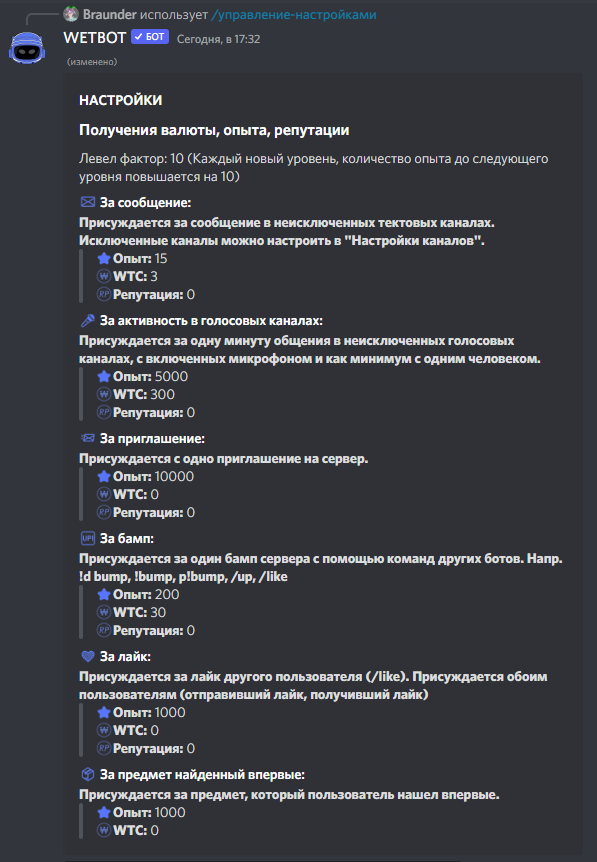 Braunder использует /управление-настройками
WETBOT ✓ БОТ Сегодня, в 17:32
(изменено)
НАСТРОЙКИ
Получения валюты, опыта, репутации
Левел фактор: 10 (Каждый новый уровень, количество опыта до следующего
уровня повышается на 10)
За сообщение:
Присуждается за сообщение в неисключенных тектовых каналах.
Исключенные каналы можно настроить в "Настройки каналов".
Опыт: 15
WTC: 3
RP Репутация: 0
За активность в голосовых каналах:
Присуждается за одну минуту общения в неисключенных голосовых
каналах, с включенных микрофоном и как минимум с одним человеком.
Опыт: 5000
WTC: 300
RP Репутация: 0
За приглашение:
Присуждается с одно приглашение на сервер.
Опыт: 10000
WTC: 0
RP Репутация: 0
UP! За бамп:
Присуждается за один бамп сервера с помощью команд других ботов. Напр.
!d bump, !bump, p!bump, /up, /like
Опыт: 200
WTC: 30
RP Репутация: 0
За лайк:
Присуждается за лайк другого пользователя (/like). Присуждается обоим
пользователям (отправивший лайк, получивший лайк)
Опыт: 1000
WTC: 0
RP Репутация: 0
За предмет найденный впервые:
Присуждается за предмет, который пользователь нашел впервые.
Опыт: 1000
WTC: 0